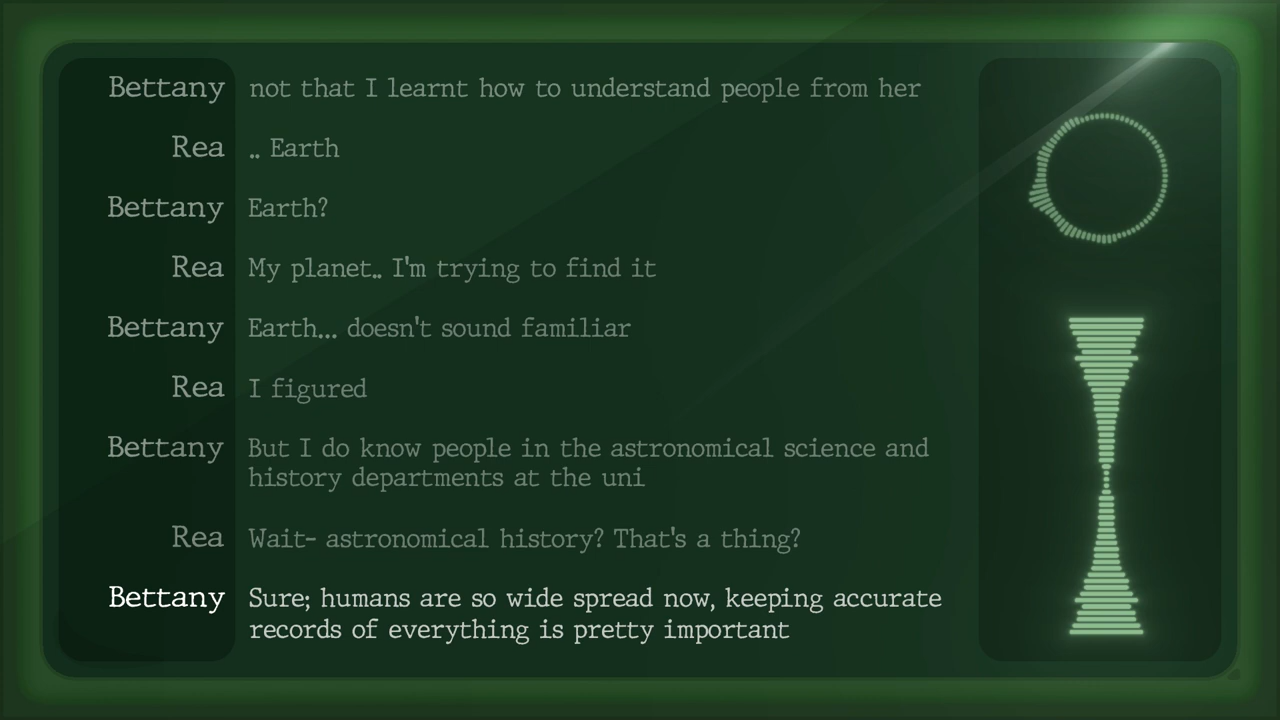 Bettany not that I learnt how to understand people from her
Rea .. Earth
Bettany Earth?
Rea My planet.. I'm trying to find it
Bettany Earth... doesn't sound familiar
Rea I figured
Bettany But I do know people in the astronomical science and
history departments at the uni
Rea Wait- astronomical history? That's a thing?
Bettany Sure; humans are so wide spread now, keeping accurate
records of everything is pretty important